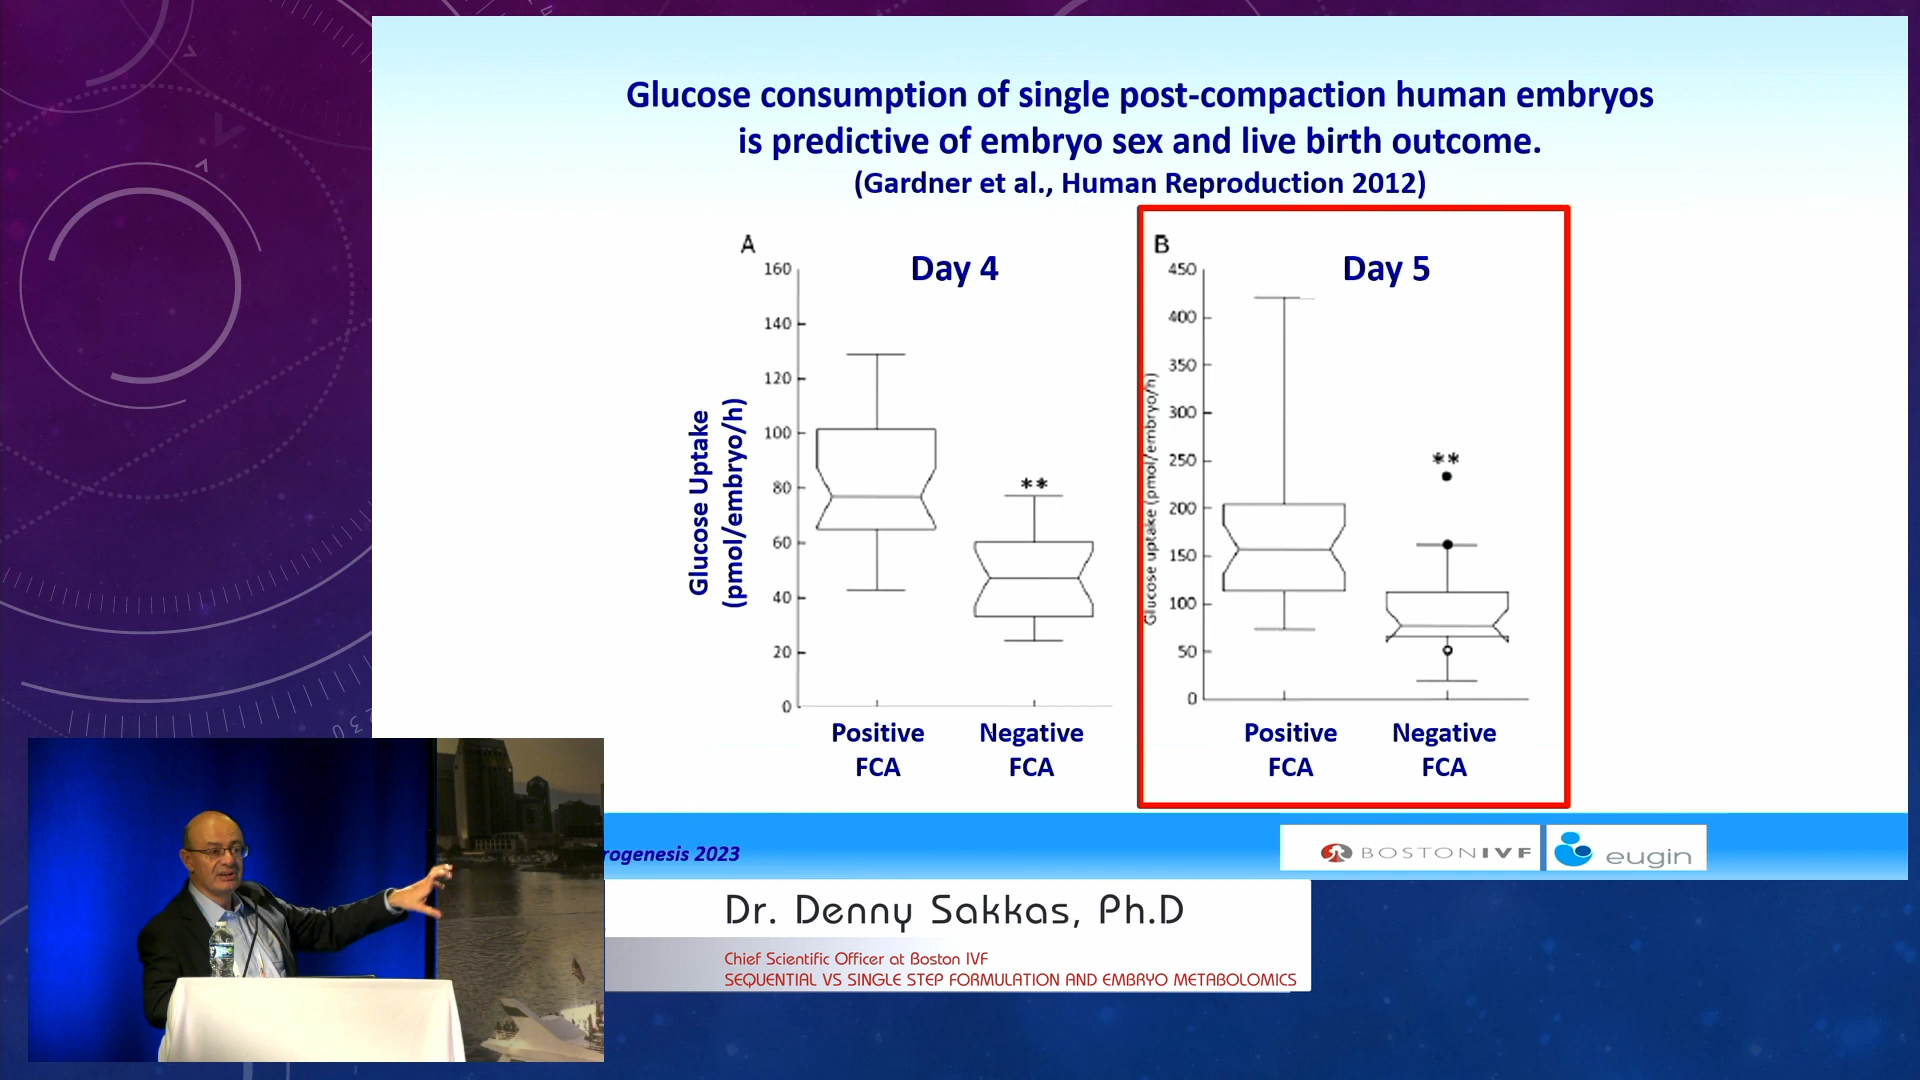 Glucose consumption of single post-compaction human embryos
is predictive of embryo sex and live birth outcome.
(Gardner et al., Human Reproduction 2012)
A
Day 4
160
140
120
100
80
60
40
20
0
Glucose Uptake
(pmol/embryo/h)
**
Positive
FCA
Negative
FCA
B
Day 5
450
400
350
300
250
200
150
100
50
0
Glucose uptake (pmol/embryo/h)
**
Positive
FCA
Negative
FCA
rogenesis 2023
BOSTONIVF
eugin
Dr. Denny Sakkas, Ph.D
Chief Scientific Officer at Boston IVF
SEQUENTIAL VS SINGLE STEP FORMULATION AND EMBRYO METABOLOMICS
230